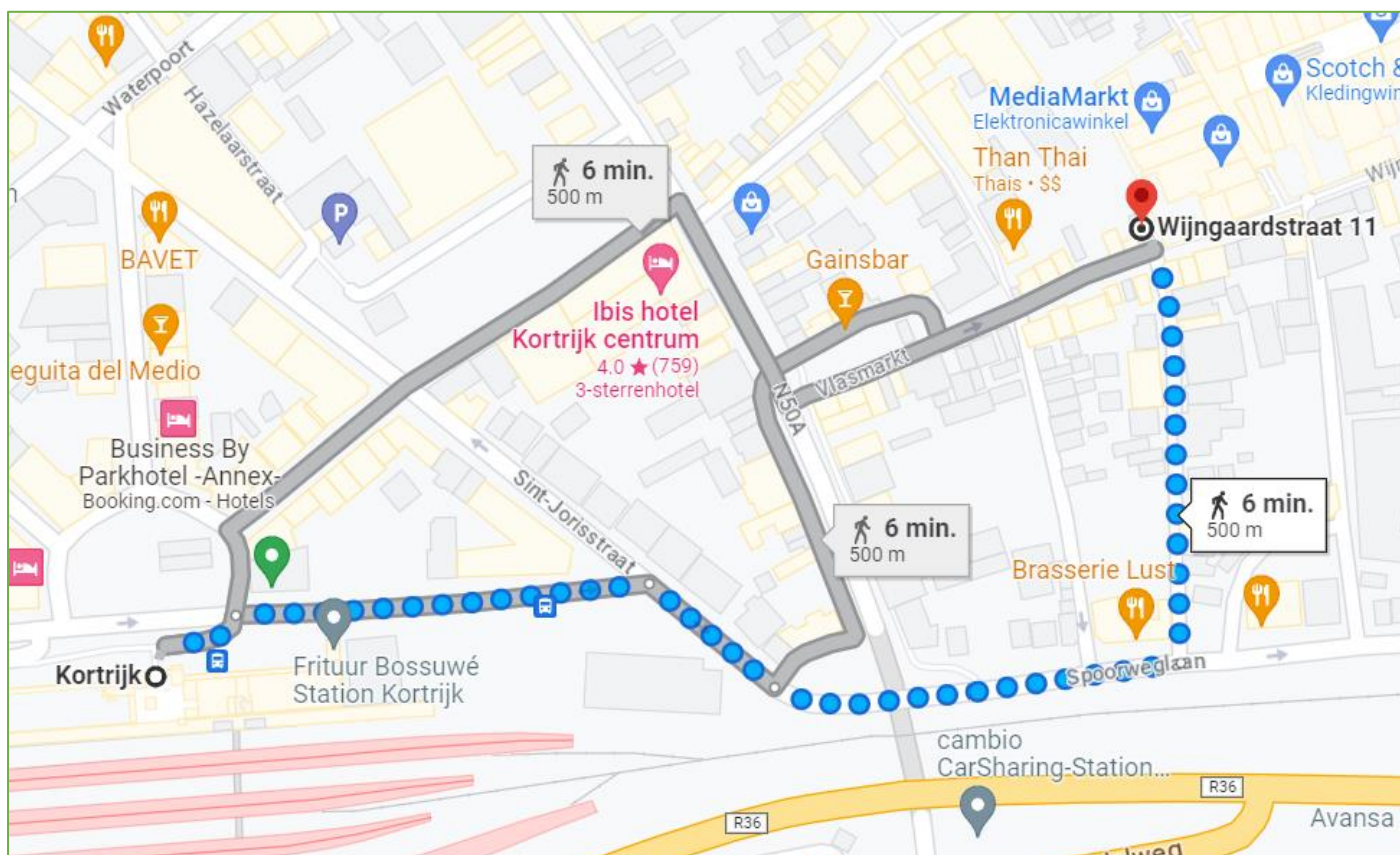 Waterpoort
Hazelaarstraat
BAVET
eguita del Medio
Business By
Parkhotel -Annex-
Booking.com - Hotels
Kortrijk
Frituur Bossuwé
Station Kortrijk
6 min.
500 m
P
Ibis hotel
Kortrijk centrum
4.0 ★ (759)
3-sterrenhotel
Sint-Jorisstraat
Gainsbar
Vlasmarkt
N50A
6 min.
500 m
MediaMarkt
Elektronicawinkel
Than Thai
Thais • $$
Scotch &
Kledingwin
Wijngaardstraat 11
Wijn
6 min.
500 m
Brasserie Lust
Spoorweglaan
cambio
CarSharing-Station...
R36
R36
Avansa